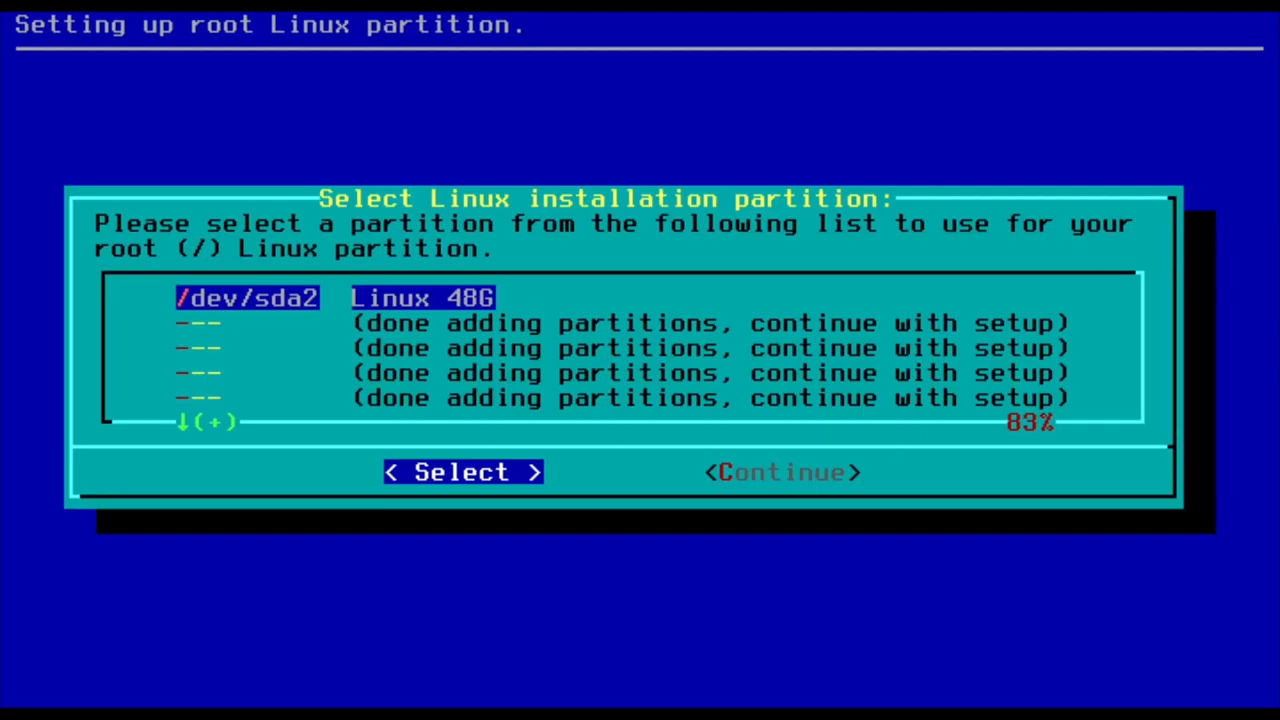 Setting up root Linux partition.
Select Linux installation partition:
Please select a partition from the following list to use for your
root (/) Linux partition.
/dev/sda2 Linux 48G
--- (done adding partitions, continue with setup)
--- (done adding partitions, continue with setup)
--- (done adding partitions, continue with setup)
--- (done adding partitions, continue with setup)
↓(+) 83%
< Select > <Continue>